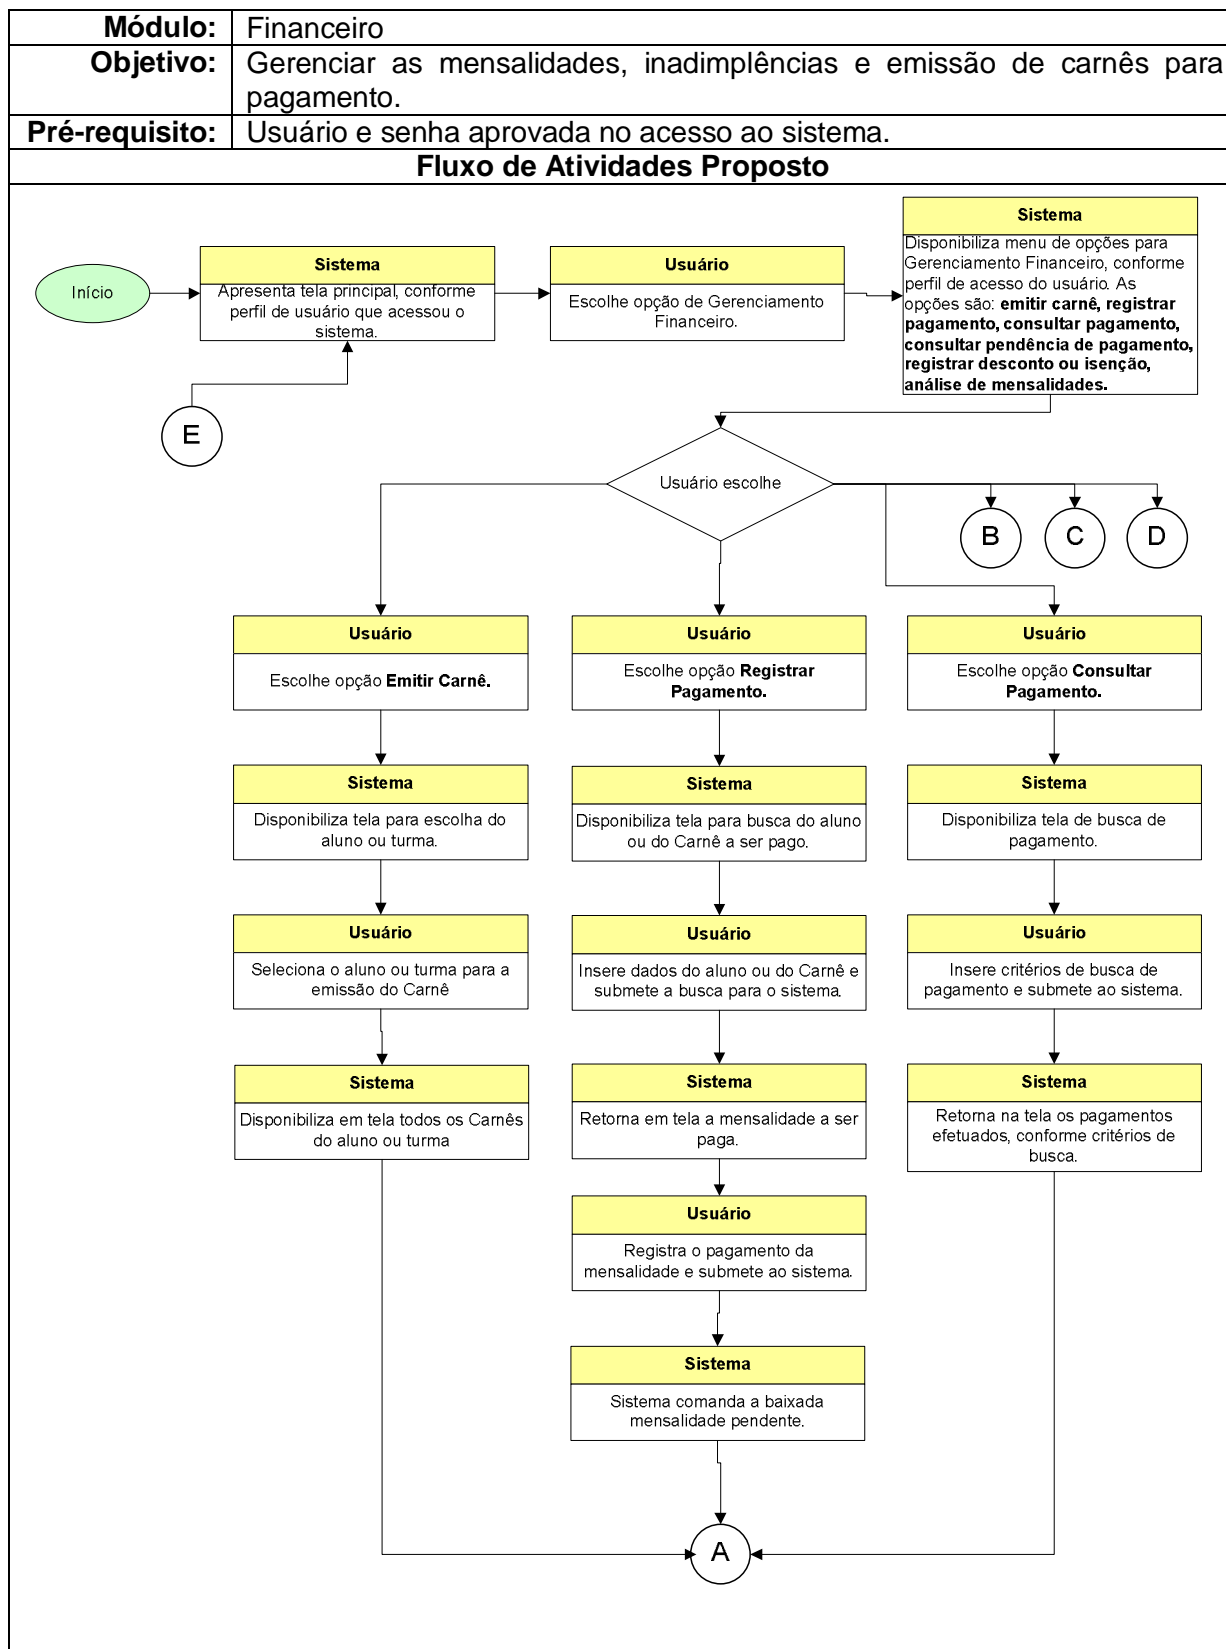 Módulo: Financeiro
Objetivo: Gerenciar as mensalidades, inadimplências e emissão de carnês para
pagamento.
Pré-requisito: Usuário e senha aprovada no acesso ao sistema.
Fluxo de Atividades Proposto
Início
Sistema
Apresenta tela principal, conforme
perfil de usuário que acessou o
sistema.
Usuário
Escolhe opção de Gerenciamento
Financeiro.
Sistema
Disponibiliza menu de opções para
Gerenciamento Financeiro, conforme
perfil de acesso do usuário. As
opções são: emitir carnê, registrar
pagamento, consultar pagamento,
consultar pendência de pagamento,
registrar desconto ou isenção,
análise de mensalidades.
E
Usuário escolhe
B
C
D
Usuário
Escolhe opção Emitir Carnê.
Sistema
Disponibiliza tela para escolha do
aluno ou turma.
Usuário
Seleciona o aluno ou turma para a
emissão do Carnê
Sistema
Disponibiliza em tela todos os Carnês
do aluno ou turma
Usuário
Escolhe opção Registrar
Pagamento.
Sistema
Disponibiliza tela para busca do aluno
ou do Carnê a ser pago.
Usuário
Insere dados do aluno ou do Carnê e
submete a busca para o sistema.
Sistema
Retorna em tela a mensalidade a ser
paga.
Usuário
Registra o pagamento da
mensalidade e submete ao sistema.
Sistema
Sistema comanda a baixada
mensalidade pendente.
Usuário
Escolhe opção Consultar
Pagamento.
Sistema
Disponibiliza tela de busca de
pagamento.
Usuário
Insere critérios de busca de
pagamento e submete ao sistema.
Sistema
Retorna na tela os pagamentos
efetuados, conforme critérios de
busca.
A